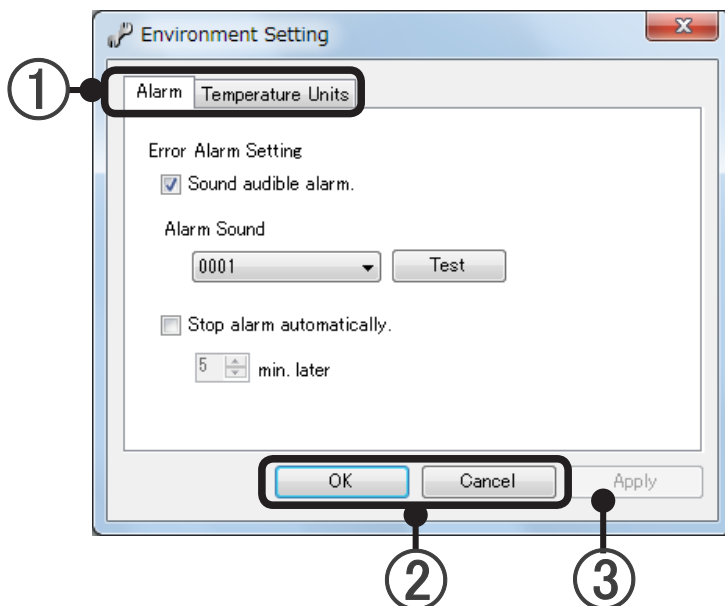 Environment Setting
x
① Alarm Temperature Units
Error Alarm Setting
Sound audible alarm.
Alarm Sound
0001 Test
Stop alarm automatically.
5 min. later
OK Cancel Apply
② ③